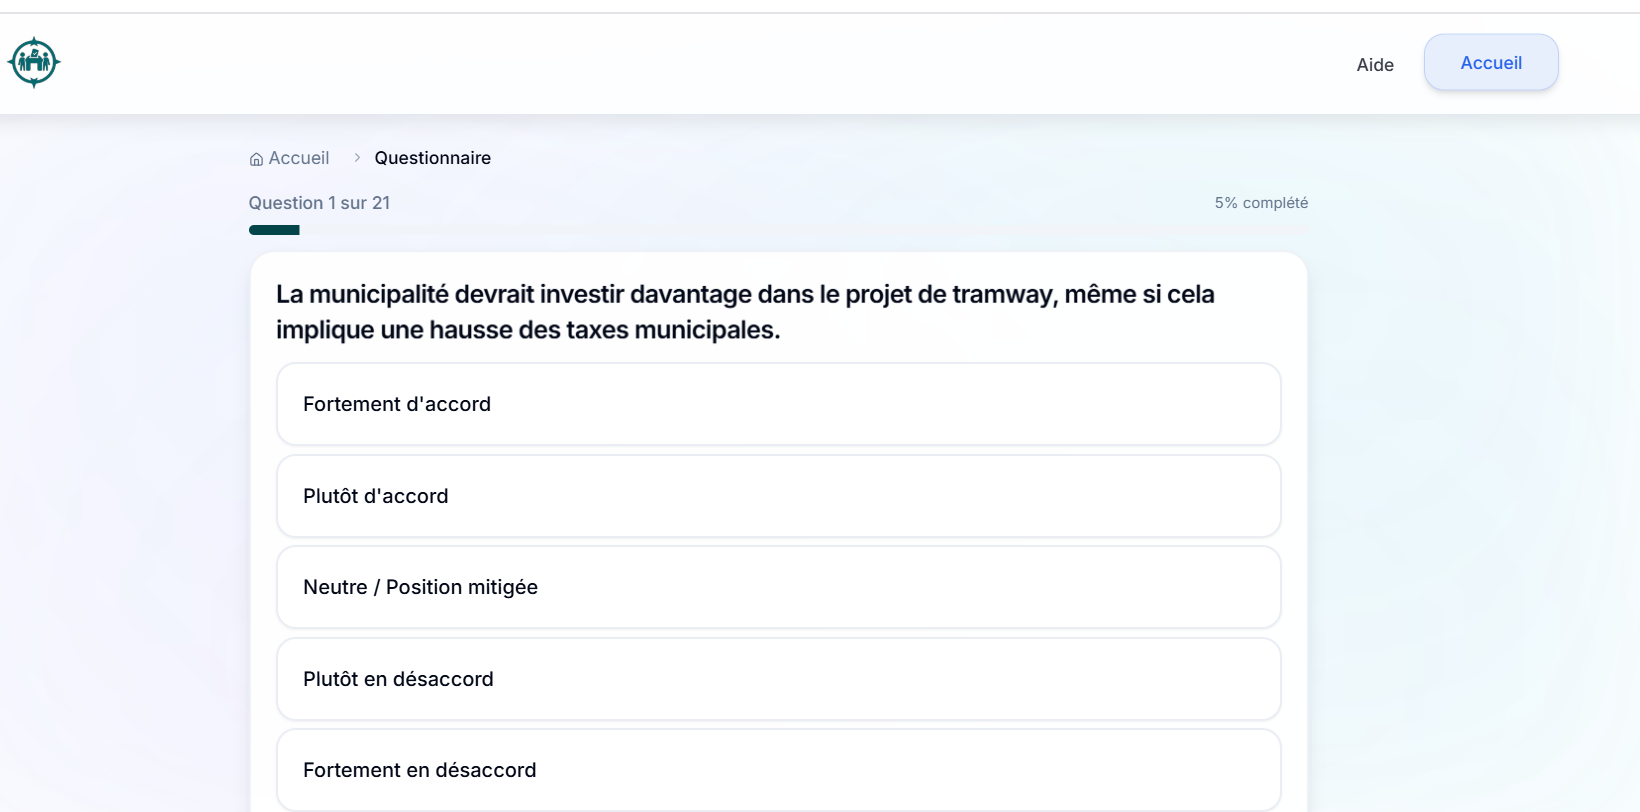 Aide
Accueil
Accueil
Questionnaire
Question 1 sur 21
5% complété
La municipalité devrait investir davantage dans le projet de tramway, même si cela
implique une hausse des taxes municipales.
Fortement d'accord
Plutôt d'accord
Neutre / Position mitigée
Plutôt en désaccord
Fortement en désaccord